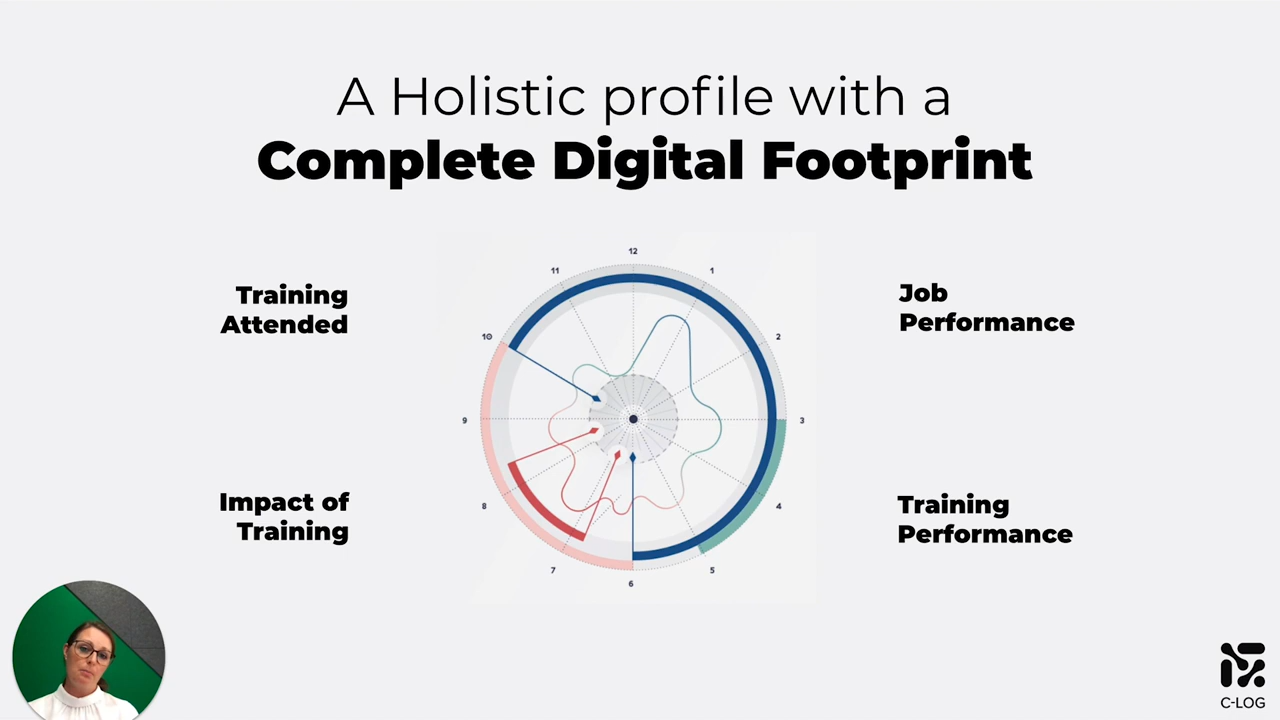 A Holistic profile with a
Complete Digital Footprint
Training
Attended
Job
Performance
12
11
1
10
2
9
3
8
4
7
5
6
Impact of
Training
Training
Performance
C-LOG